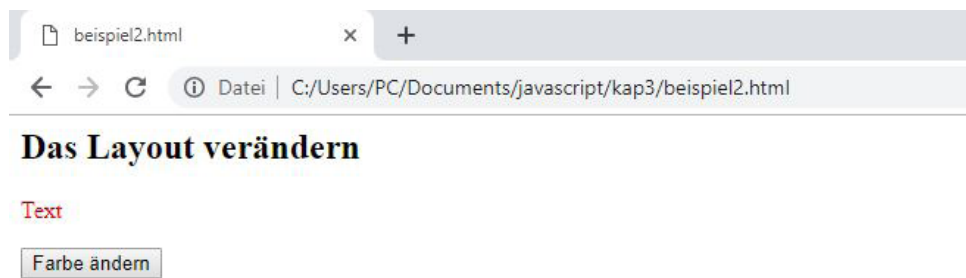 beispiel2.html
Datei | C:/Users/PC/Documents/javascript/kap3/beispiel2.html
Das Layout verändern
Text
Farbe ändern